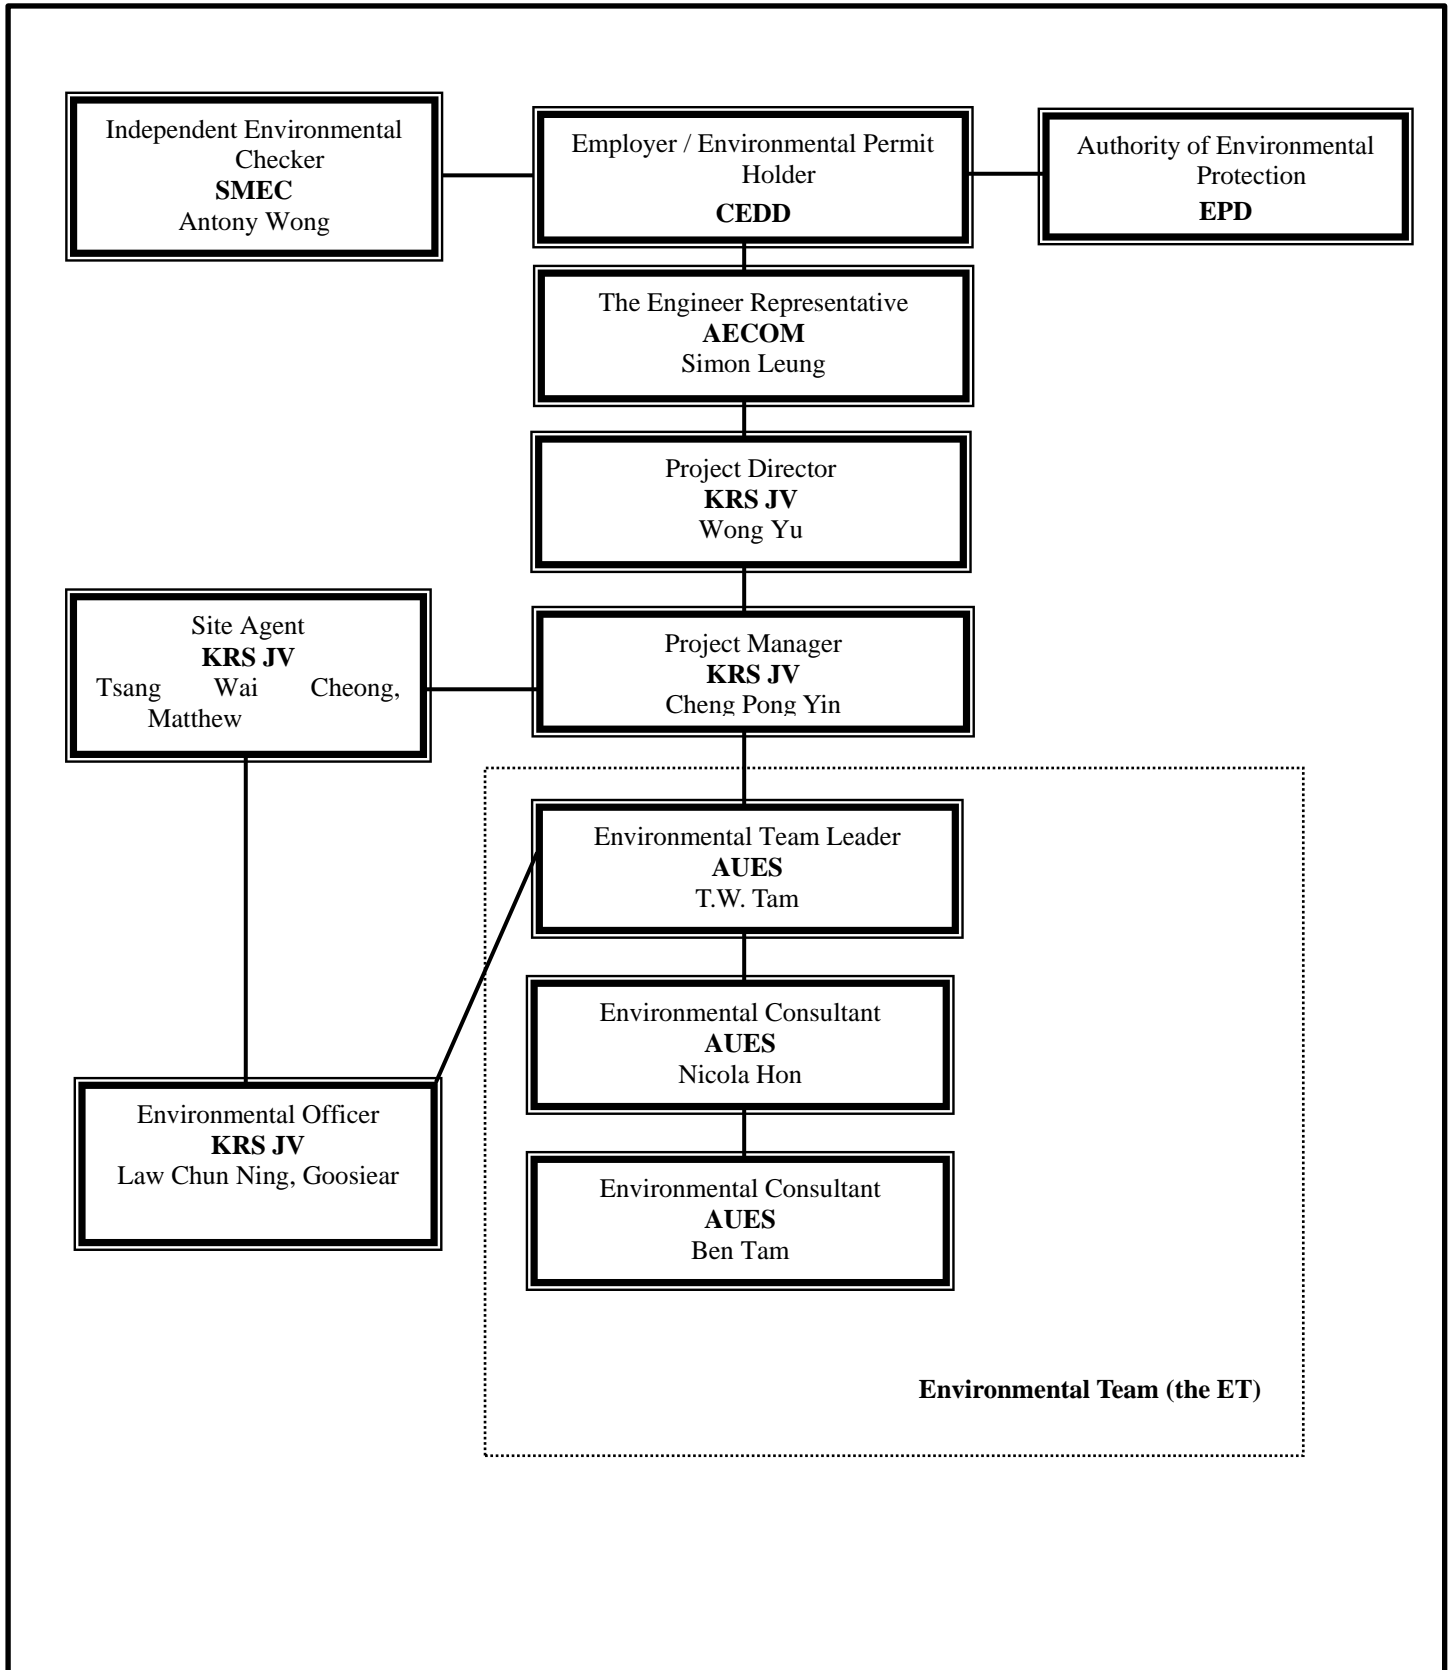 Independent Environmental
Checker
SMEC
Antony Wong
Employer / Environmental Permit
Holder
CEDD
Authority of Environmental
Protection
EPD
The Engineer Representative
AECOM
Simon Leung
Project Director
KRS JV
Wong Yu
Site Agent
KRS JV
Tsang Wai Cheong,
Matthew
Project Manager
KRS JV
Cheng Pong Yin
Environmental Team Leader
AUES
T.W. Tam
Environmental Consultant
AUES
Nicola Hon
Environmental Officer
KRS JV
Law Chun Ning, Goosiear
Environmental Consultant
AUES
Ben Tam
Environmental Team (the ET)